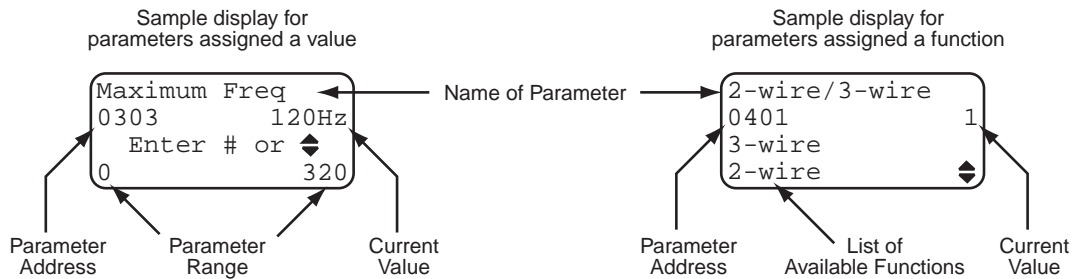 Sample display for
parameters assigned a value
Sample display for
parameters assigned a function
Maximum Freq
0303 120Hz
Enter # or
0 320
Name of Parameter
2-wire/3-wire
0401 1
3-wire
2-wire
Parameter
Address
Parameter
Range
Current
Value
Parameter
Address
List of
Available Functions
Current
Value